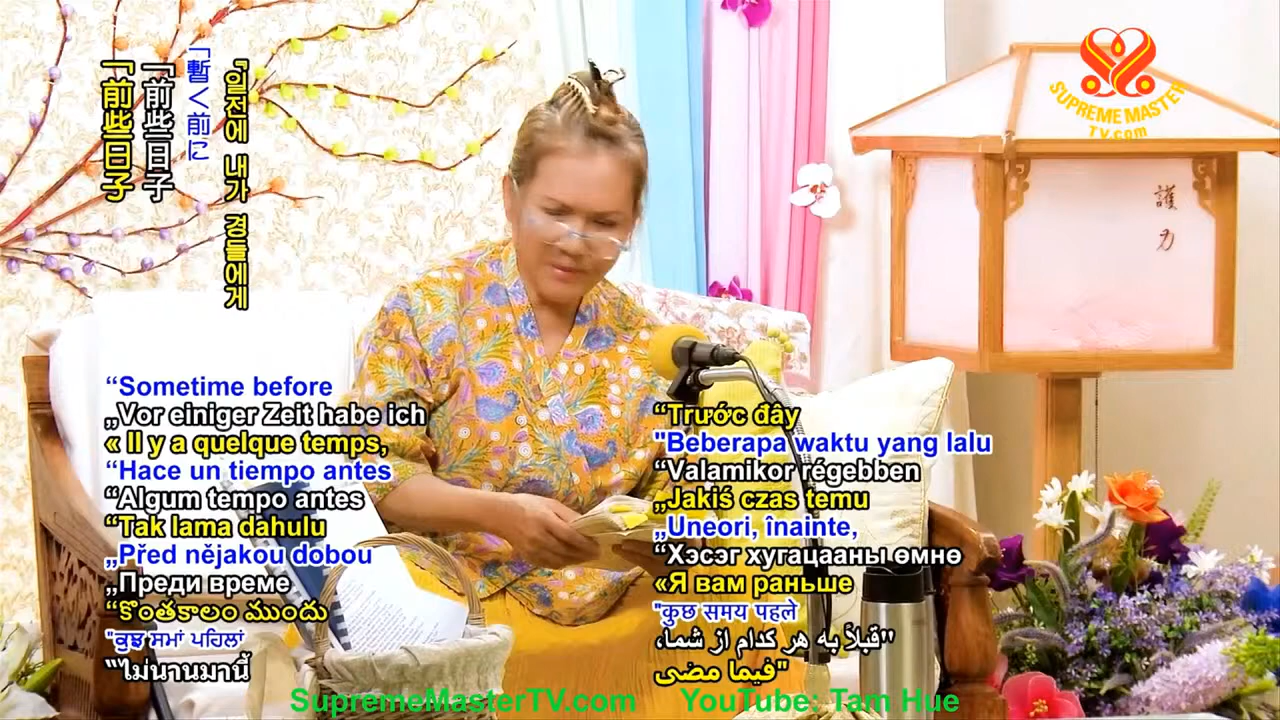 「前些日子
「前些日子
「暫く前に
『일전에 내가 경들에게
“Sometime before
„Vor einiger Zeit habe ich
« Il y a quelque temps,
“Hace un tiempo antes
“Algum tempo antes
“Tak lama dahulu
„Před nějakou dobou
„Преди време
“కొంతకాలం ముందు
"ਕੁਝ ਸਮਾਂ ਪਹਿਲਾਂ
“ไม่นานมานี้
“Trước đây
"Beberapa waktu yang lalu
“Valamikor régebben
„Jakiś czas temu
„Uneori, înainte,
“Хэсэг хугацааны өмнө
«Я вам раньше
"कुछ समय पहले
"قبلاً به هر کدام از شما،
"فيما مضى
SUPREME MASTER
TV.com
護力
SupremeMasterTV.com YouTube: Tam Hue